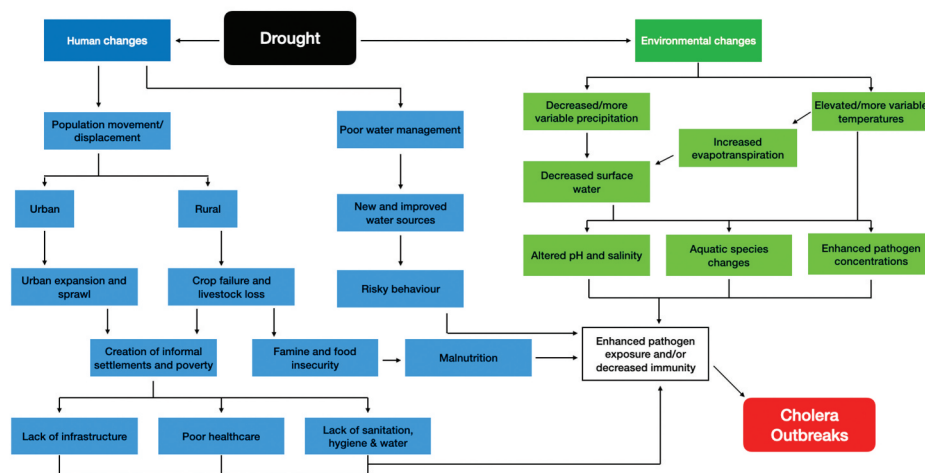 Human changes
Drought
Environmental changes
Population movement/
displacement
Poor water management
Decreased/more
variable precipitation
Elevated/more variable
temperatures
Increased
evapotranspiration
Decreased surface
water
Urban
Rural
New and improved
water sources
Altered pH and salinity
Aquatic species
changes
Enhanced pathogen
concentrations
Urban expansion and
sprawl
Crop failure and
livestock loss
Risky behaviour
Creation of informal
settlements and poverty
Famine and food
insecurity
Malnutrition
Enhanced pathogen
exposure and/or
decreased immunity
Lack of infrastructure
Poor healthcare
Lack of sanitation,
hygiene & water
Cholera
Outbreaks